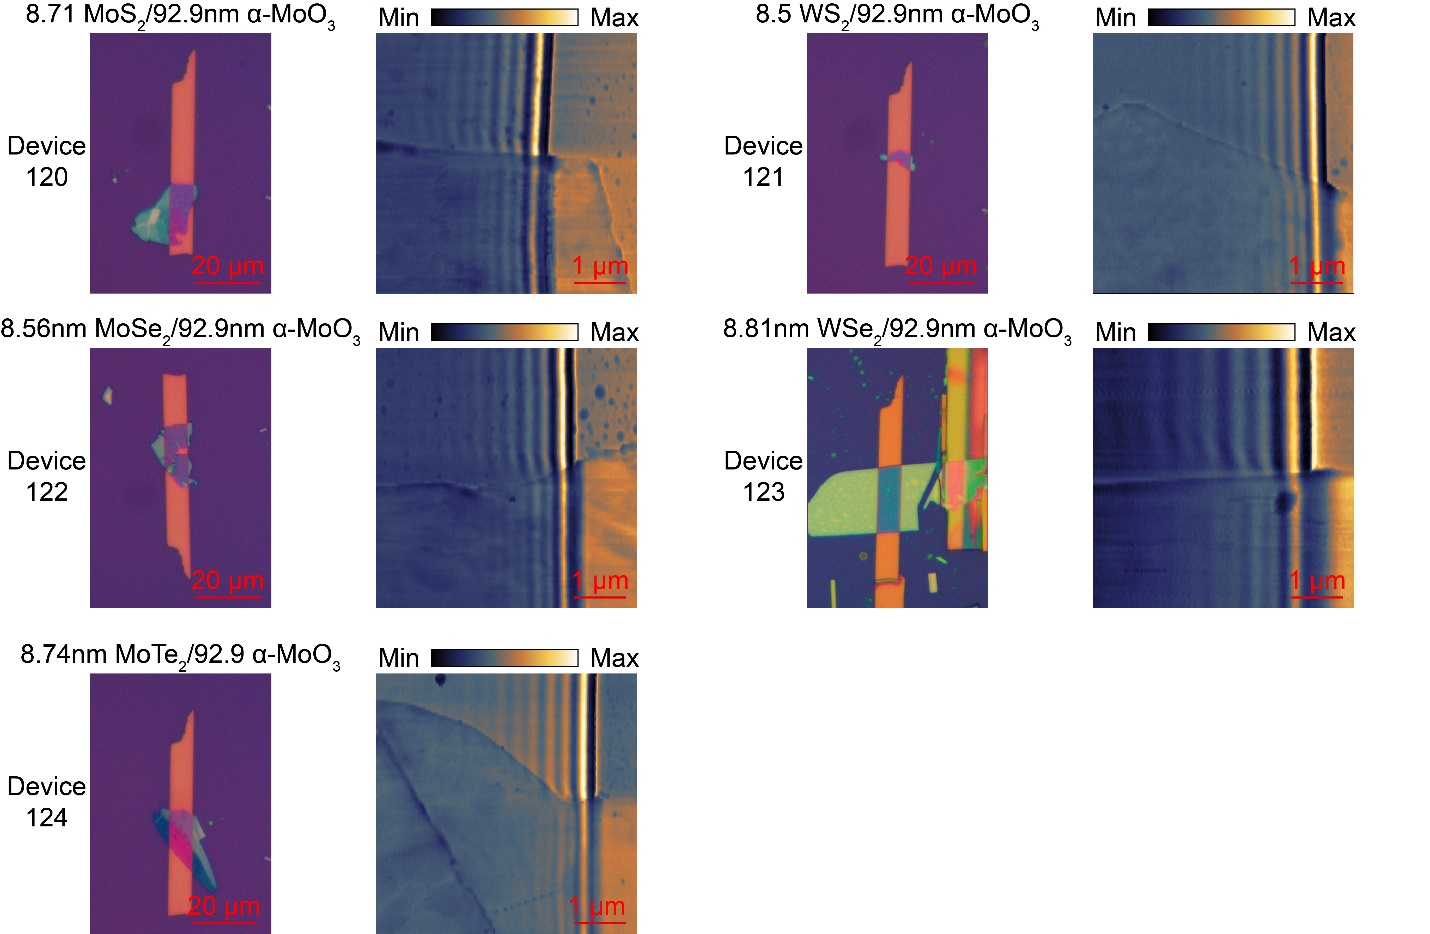 8.71 MoS₂/92.9nm α-MoO₃
Min Max
Device
120
20 μm
1 μm
8.5 WS₂/92.9nm α-MoO₃
Min Max
Device
121
20 μm
1 μm
8.56nm MoSe₂/92.9nm α-MoO₃
Min Max
Device
122
20 μm
1 μm
8.81nm WSe₂/92.9nm α-MoO₃
Min Max
Device
123
1 μm
8.74nm MoTe₂/92.9 α-MoO₃
Min Max
Device
124
20 μm
1 μm